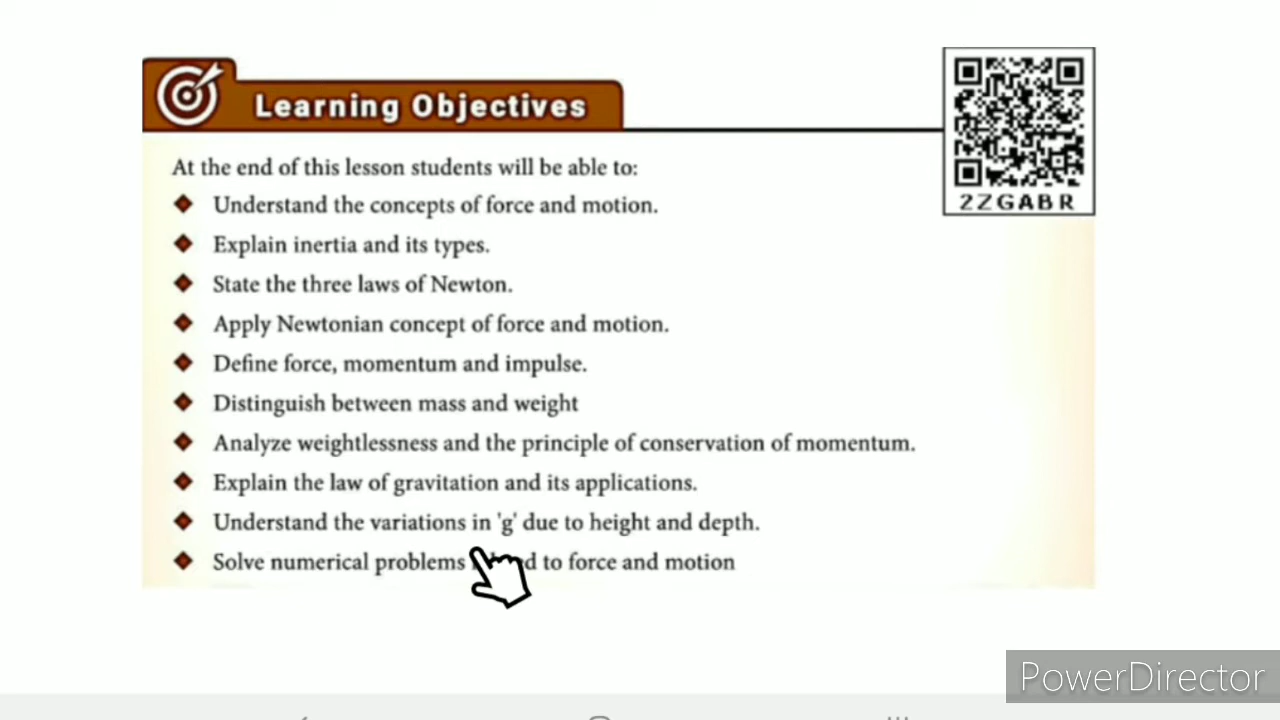 Learning Objectives
2ZGABR
At the end of this lesson students will be able to:
Understand the concepts of force and motion.
Explain inertia and its types.
State the three laws of Newton.
Apply Newtonian concept of force and motion.
Define force, momentum and impulse.
Distinguish between mass and weight
Analyze weightlessness and the principle of conservation of momentum.
Explain the law of gravitation and its applications.
Understand the variations in 'g' due to height and depth.
Solve numerical problems to force and motion
PowerDirector